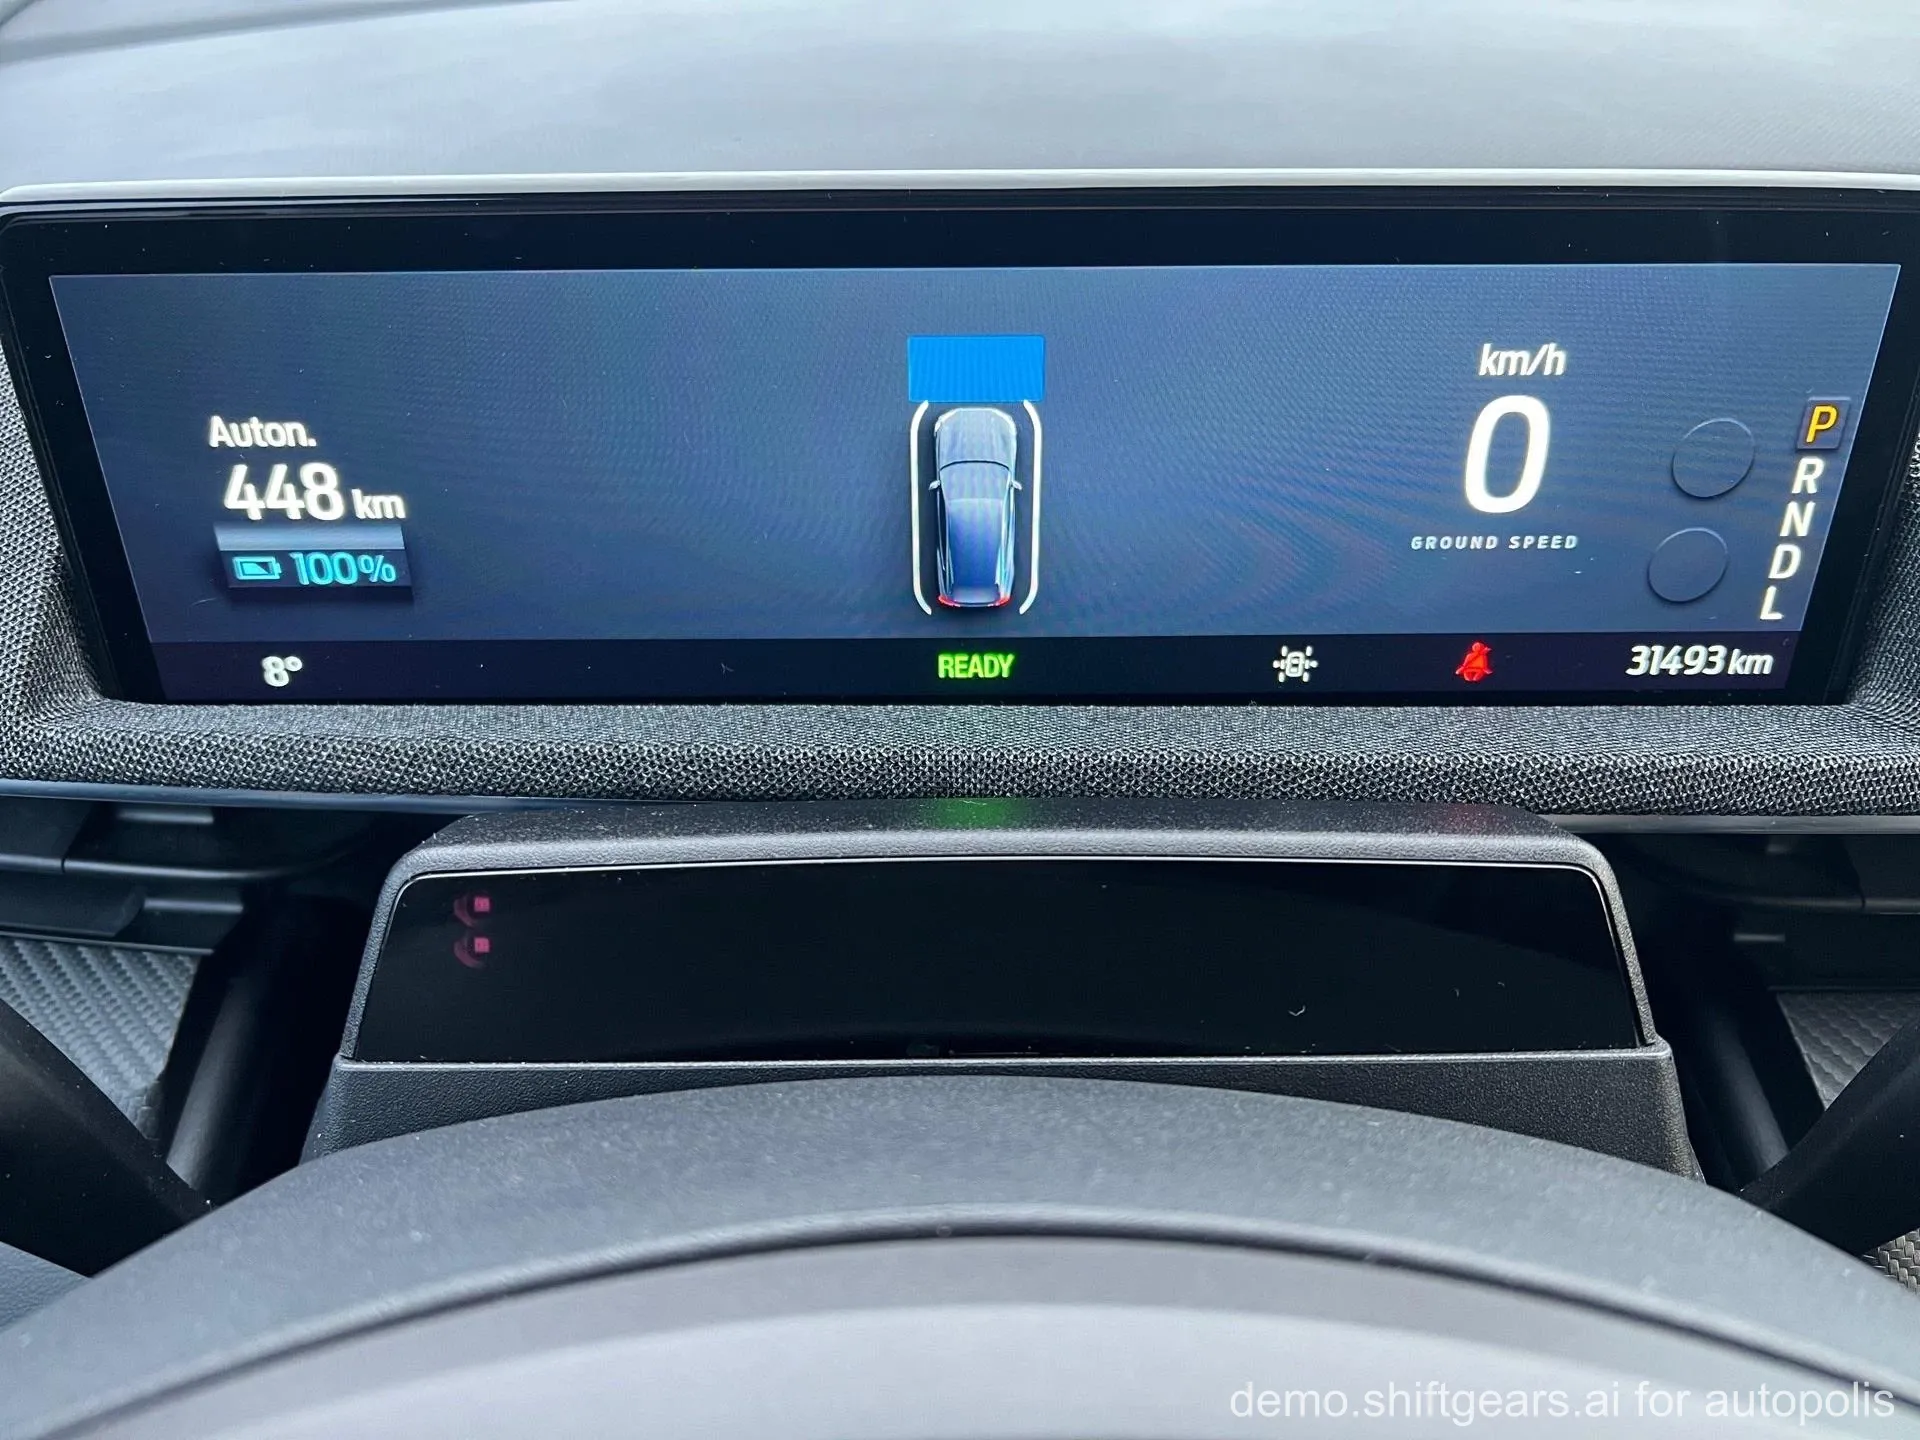 Auton.
448 km
100%
8°
READY
km/h
0
GROUND SPEED
P
R
N
D
L
31493 km
demo.shiftgears.ai for autopolis